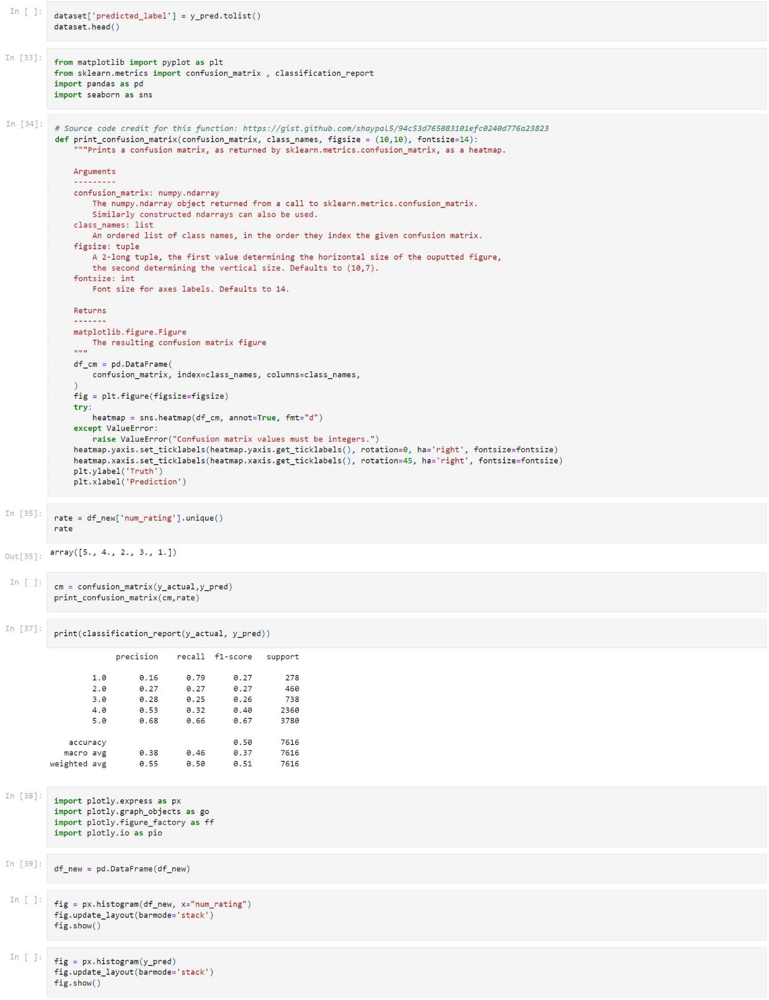 In [ ]:
dataset['predicted_label'] = y_pred.tolist()
dataset.head()
In [33]:
from matplotlib import pyplot as plt
from sklearn.metrics import confusion_matrix , classification_report
import pandas as pd
import seaborn as sns
In [34]:
# Source code credit for this function: https://gist.github.com/shaypal5/94c53d765083101efc0240d776a23823
def print_confusion_matrix(confusion_matrix, class_names, figsize = (10,10), fontsize=14):
    """Prints a confusion matrix, as returned by sklearn.metrics.confusion_matrix, as a heatmap.
    Arguments
    ---------
    confusion_matrix: numpy.ndarray
        The numpy.ndarray object returned from a call to sklearn.metrics.confusion_matrix.
        Similarly constructed ndarrays can also be used.
    class_names: list
        An ordered list of class names, in the order they index the given confusion matrix.
    figsize: tuple
        A 2-long tuple, the first value determining the horizontal size of the ouputted figure,
        the second determining the vertical size. Defaults to (10,7).
    fontsize: int
        Font size for axes labels. Defaults to 14.
    Returns
    -------
    matplotlib.figure.Figure
        The resulting confusion matrix figure
    """
    df_cm = pd.DataFrame(
        confusion_matrix, index=class_names, columns=class_names,
    )
    fig = plt.figure(figsize=figsize)
    try:
        heatmap = sns.heatmap(df_cm, annot=True, fmt="d")
    except ValueError:
        raise ValueError("Confusion matrix values must be integers.")
    heatmap.yaxis.set_ticklabels(heatmap.yaxis.get_ticklabels(), rotation=0, ha='right', fontsize=fontsize)
    heatmap.xaxis.set_ticklabels(heatmap.xaxis.get_ticklabels(), rotation=45, ha='right', fontsize=fontsize)
    plt.ylabel('Truth')
    plt.xlabel('Prediction')
In [35]:
rate = df_new['num_rating'].unique()
rate
Out[35]: array([5., 4., 2., 3., 1.])
In [ ]:
cm = confusion_matrix(y_actual,y_pred)
print_confusion_matrix(cm,rate)
In [37]:
print(classification_report(y_actual, y_pred))
              precision    recall  f1-score   support
         1.0       0.16      0.79      0.27       278
         2.0       0.27      0.27      0.27       460
         3.0       0.28      0.25      0.26       738
         4.0       0.53      0.32      0.40      2360
         5.0       0.68      0.66      0.67      3780
    accuracy                           0.50      7616
   macro avg       0.38      0.46      0.37      7616
weighted avg       0.55      0.50      0.51      7616
In [38]:
import plotly.express as px
import plotly.graph_objects as go
import plotly.figure_factory as ff
import plotly.io as pio
In [39]:
df_new = pd.DataFrame(df_new)
In [ ]:
fig = px.histogram(df_new, x="num_rating")
fig.update_layout(barmode='stack')
fig.show()
In [ ]:
fig = px.histogram(y_pred)
fig.update_layout(barmode='stack')
fig.show()